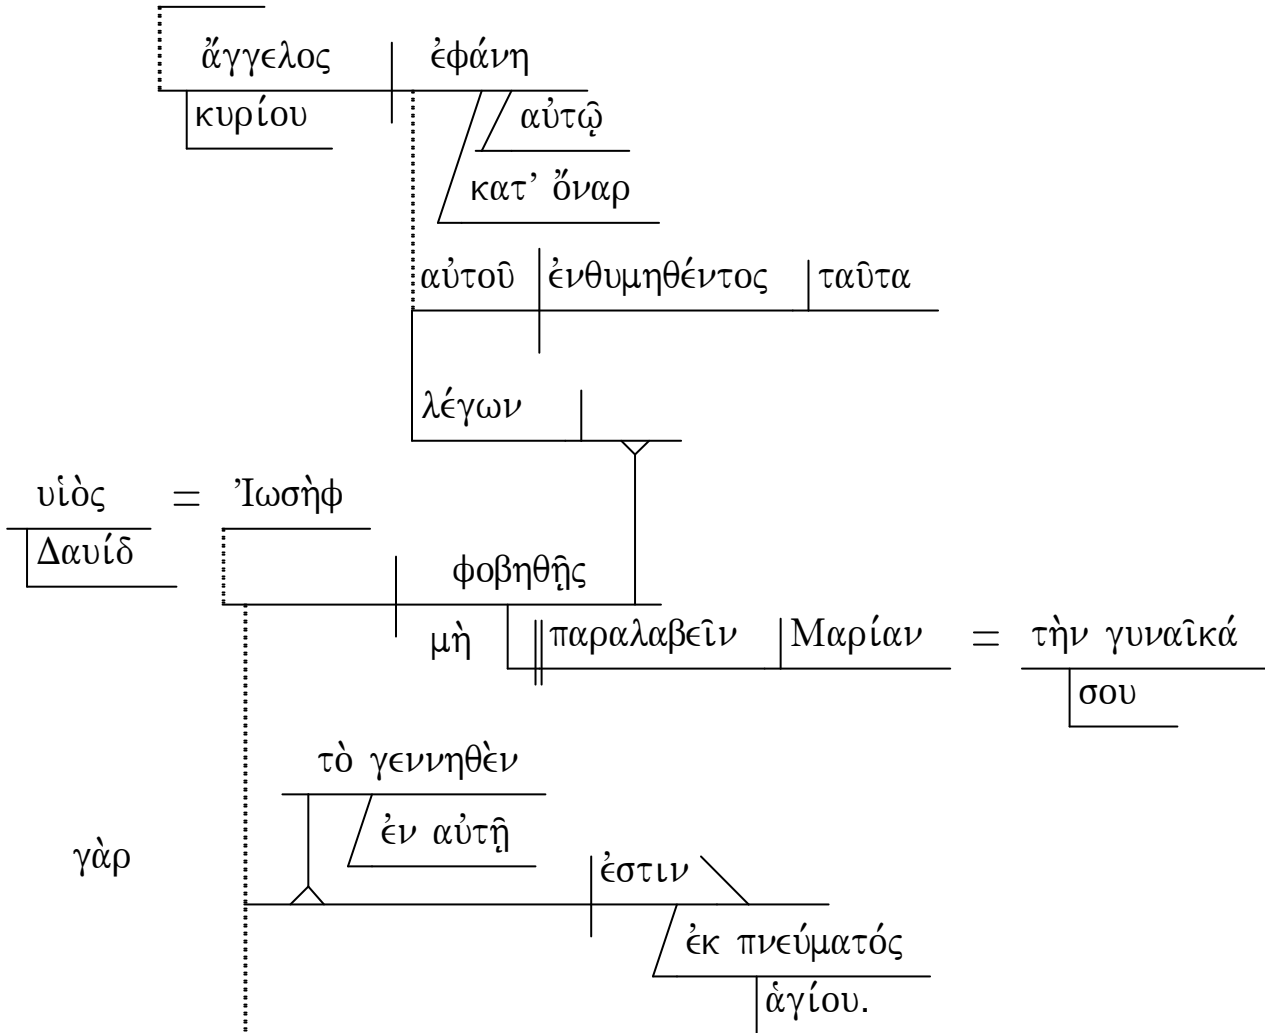 ἄγγελος ἐφάνη
κυρίου αὐτῷ
κατ’ ὄναρ
αὐτοῦ ἐνθυμηθέντος ταῦτα
λέγων
υἱὸς = Ἰωσὴφ
Δαυίδ φοβηθῇς
μὴ παραλαβεῖν Μαρίαν = τὴν γυναῖκά
σου
τὸ γεννηθὲν
ἐν αὐτῇ
γὰρ ἐστιν
ἐκ πνεύματός
ἁγίου.